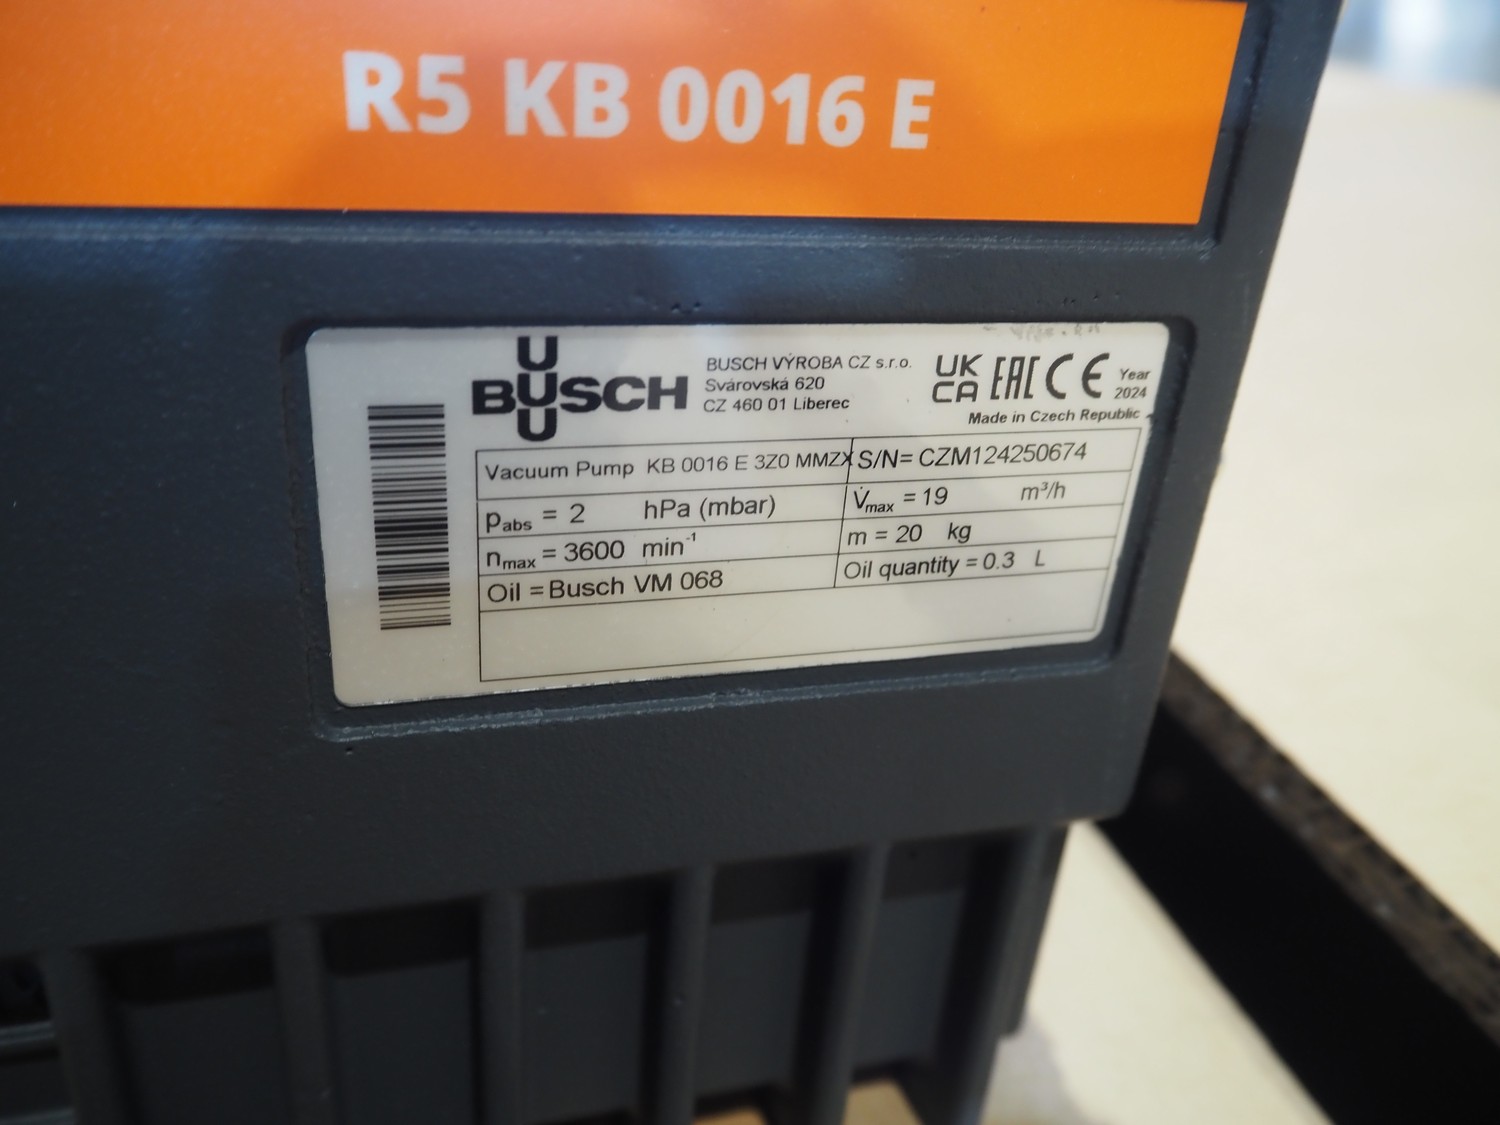 R5 KB 0016 E
BUSCH
U
U
BUSCH VÝROBA CZ s.r.o.
Svárovská 620
CZ 460 01 Liberec
UK CA EAC CE
Year
2024
Made in Czech Republic
Vacuum Pump KB 0016 E 3Z0 MMZX S/N= CZM124250674
pabs = 2 hPa (mbar) V̇max = 19 m³/h
nmax = 3600 min⁻¹ m = 20 kg
Oil = Busch VM 068 Oil quantity = 0.3 L